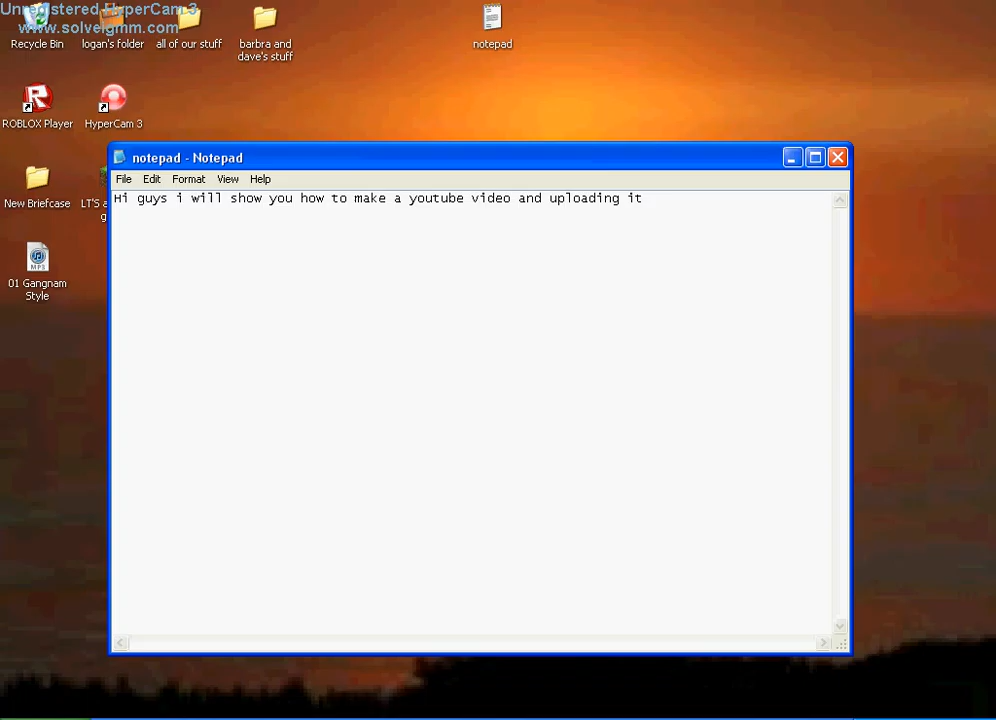 Unregistered HyperCam 3
www.solveigmm.com
Recycle Bin
logan's folder
all of our stuff
barbra and
dave's stuff
notepad
ROBLOX Player
HyperCam 3
notepad - Notepad
File Edit Format View Help
Hi guys i will show you how to make a youtube video and uploading it
New Briefcase
LT'S a
g
MP3
01 Gangnam
Style